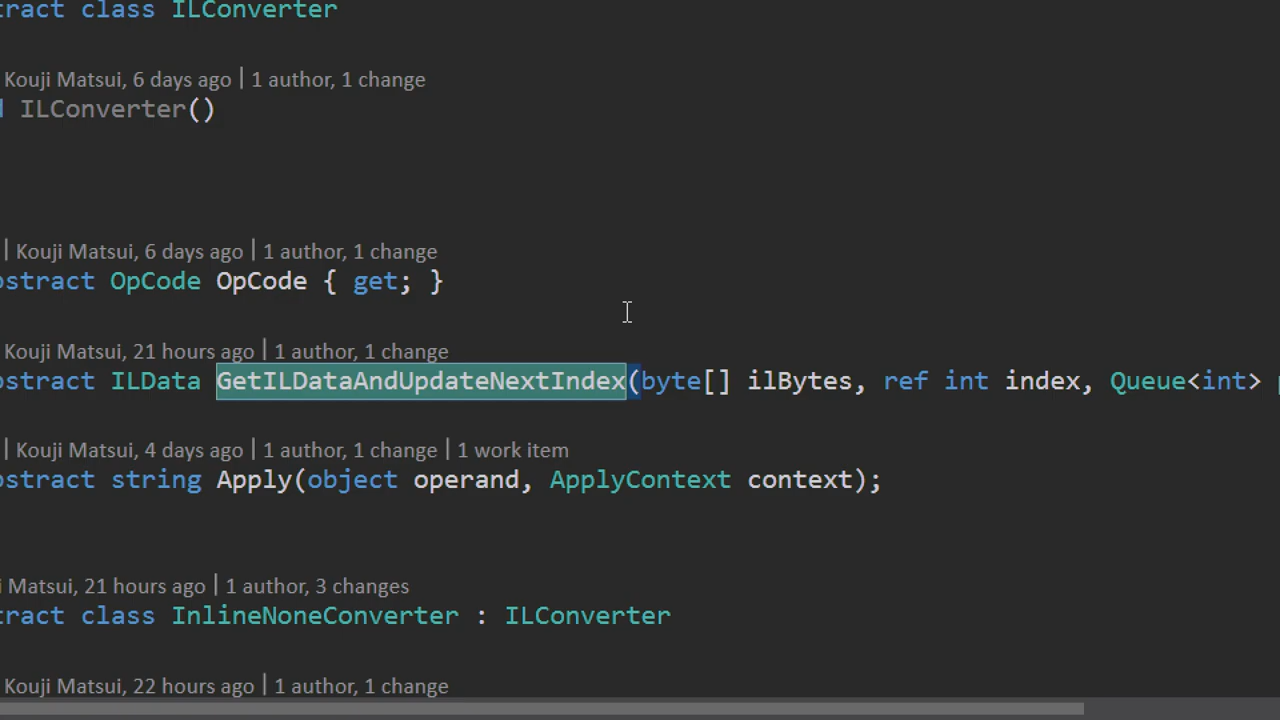 tract class ILConverter
Kouji Matsui, 6 days ago | 1 author, 1 change
ILConverter()
| Kouji Matsui, 6 days ago | 1 author, 1 change
ostract OpCode OpCode { get; }
Kouji Matsui, 21 hours ago | 1 author, 1 change
ostract ILData GetILDataAndUpdateNextIndex(byte[] ilBytes, ref int index, Queue<int>
| Kouji Matsui, 4 days ago | 1 author, 1 change | 1 work item
ostract string Apply(object operand, ApplyContext context);
i Matsui, 21 hours ago | 1 author, 3 changes
tract class InlineNoneConverter : ILConverter
Kouji Matsui, 22 hours ago | 1 author, 1 change